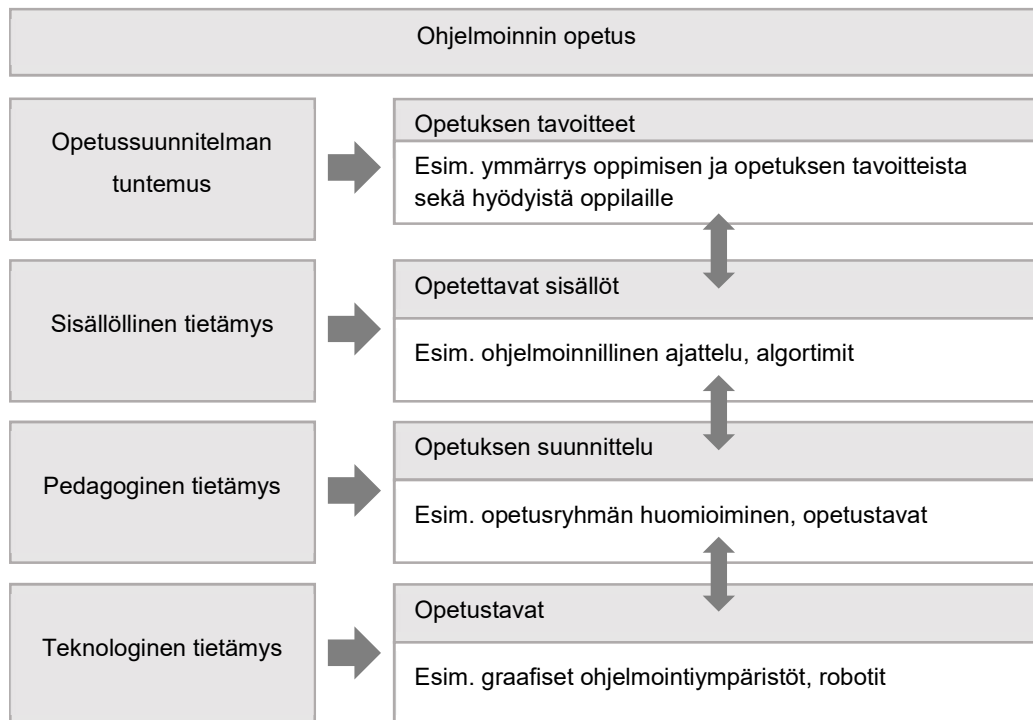 Ohjelmoinnin opetus
Opetussuunnitelman
tuntemus
Opetuksen tavoitteet
Esim. ymmärrys oppimisen ja opetuksen tavoitteista
sekä hyödyistä oppilaille
Sisällöllinen tietämys
Opetettavat sisällöt
Esim. ohjelmoinnillinen ajattelu, algortimit
Pedagoginen tietämys
Opetuksen suunnittelu
Esim. opetusryhmän huomioiminen, opetustavat
Teknologinen tietämys
Opetustavat
Esim. graafiset ohjelmointiympäristöt, robotit